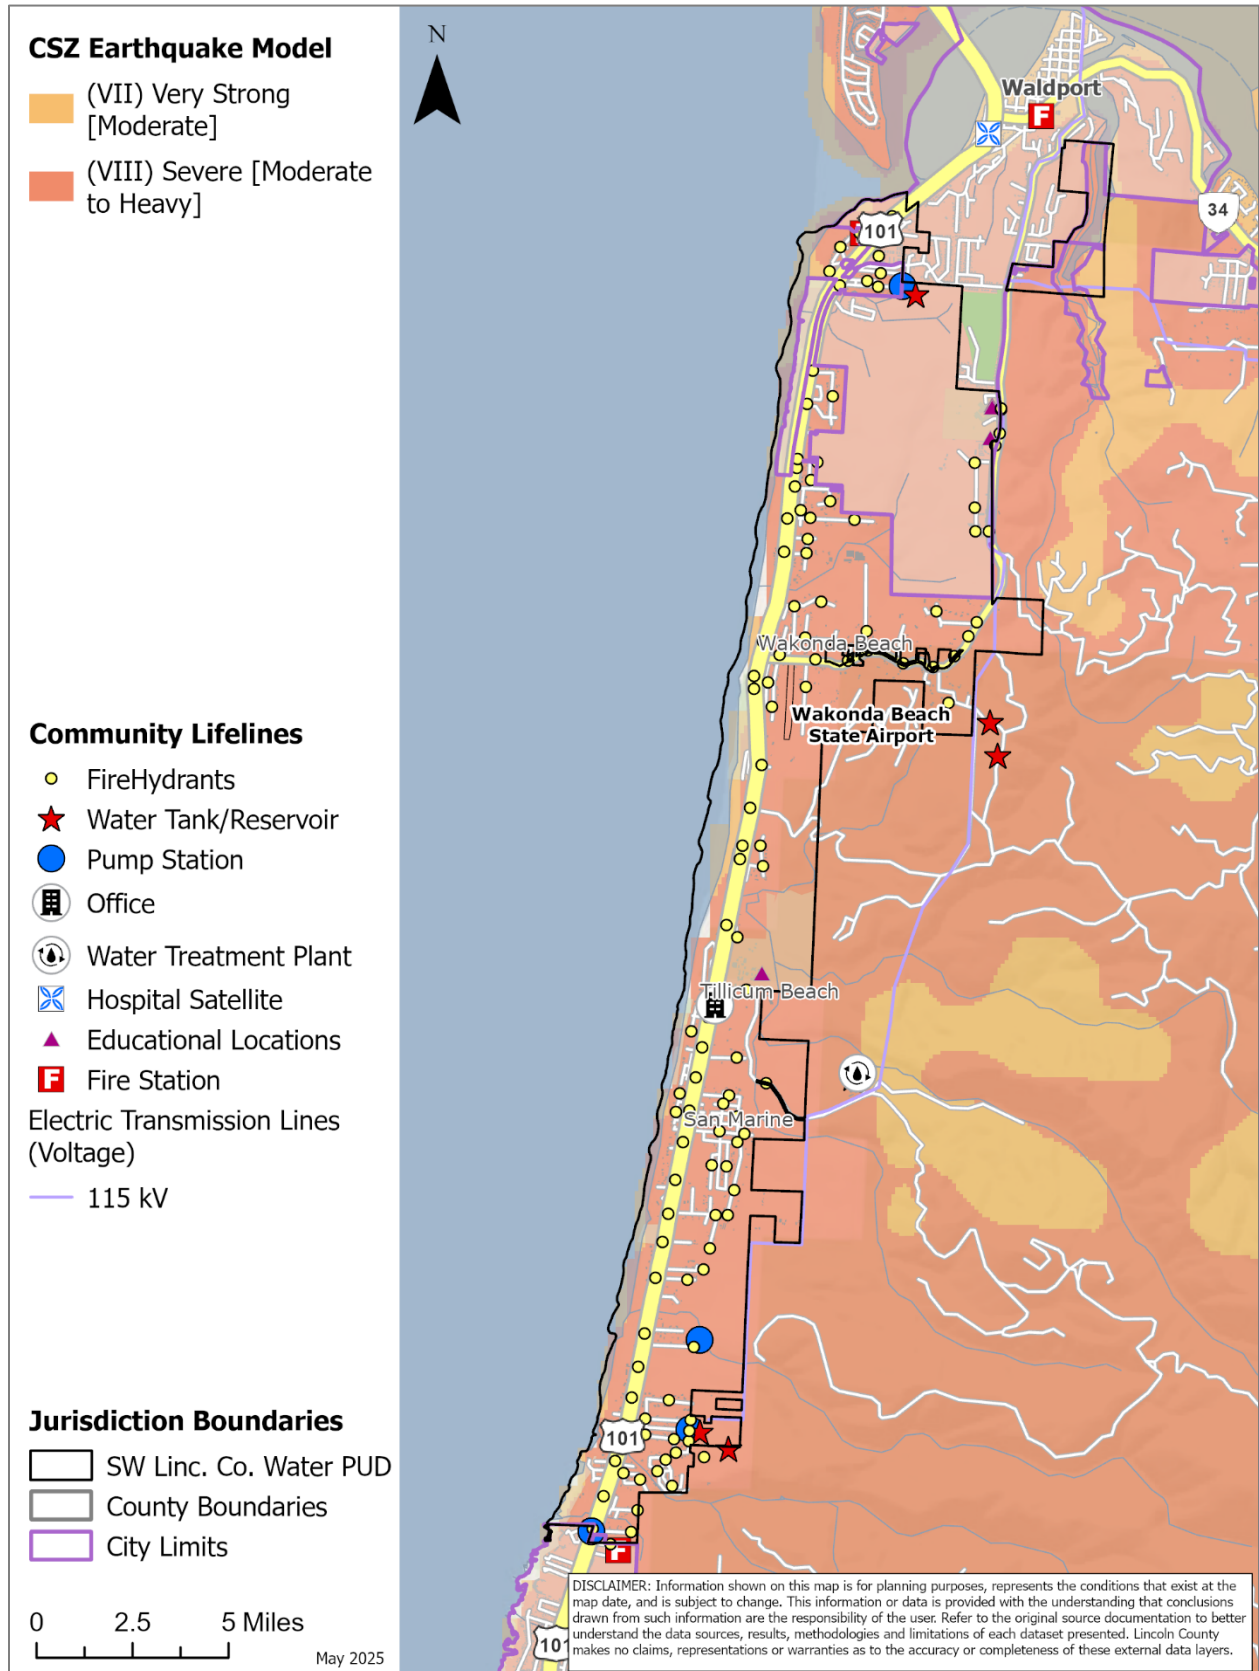 CSZ Earthquake Model
(VII) Very Strong
[Moderate]
(VIII) Severe [Moderate
to Heavy]
Community Lifelines
FireHydrants
Water Tank/Reservoir
Pump Station
Office
Water Treatment Plant
Hospital Satellite
Educational Locations
F Fire Station
Electric Transmission Lines
(Voltage)
115 kV
Jurisdiction Boundaries
SW Linc. Co. Water PUD
County Boundaries
City Limits
0 2.5 5 Miles
May 2025
N
Waldport
F
34
101
Wakonda Beach
Wakonda Beach
State Airport
Tillicum Beach
San Marine
101
F
101
DISCLAIMER: Information shown on this map is for planning purposes, represents the conditions that exist at the
map date, and is subject to change. This information or data is provided with the understanding that conclusions
drawn from such information are the responsibility of the user. Refer to the original source documentation to better
understand the data sources, results, methodologies and limitations of each dataset presented. Lincoln County
makes no claims, representations or warranties as to the accuracy or completeness of these external data layers.